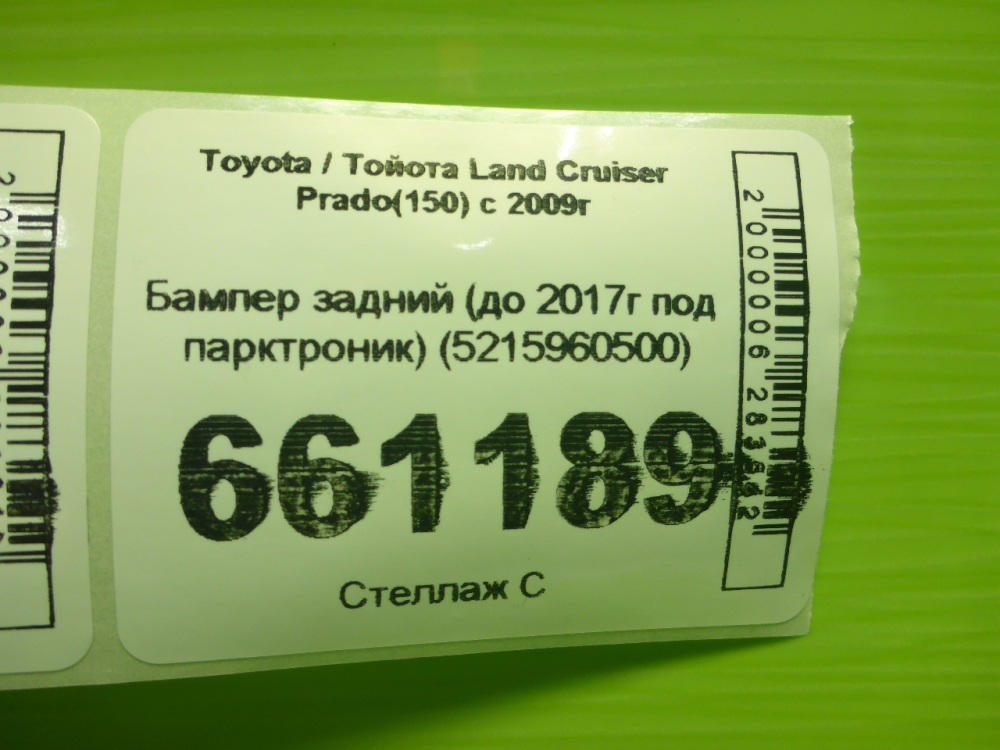 Toyota / Тойота Land Cruiser
Prado(150) с 2009г
Бампер задний (до 2017г под
парктроник) (5215960500)
661189
Стеллаж С